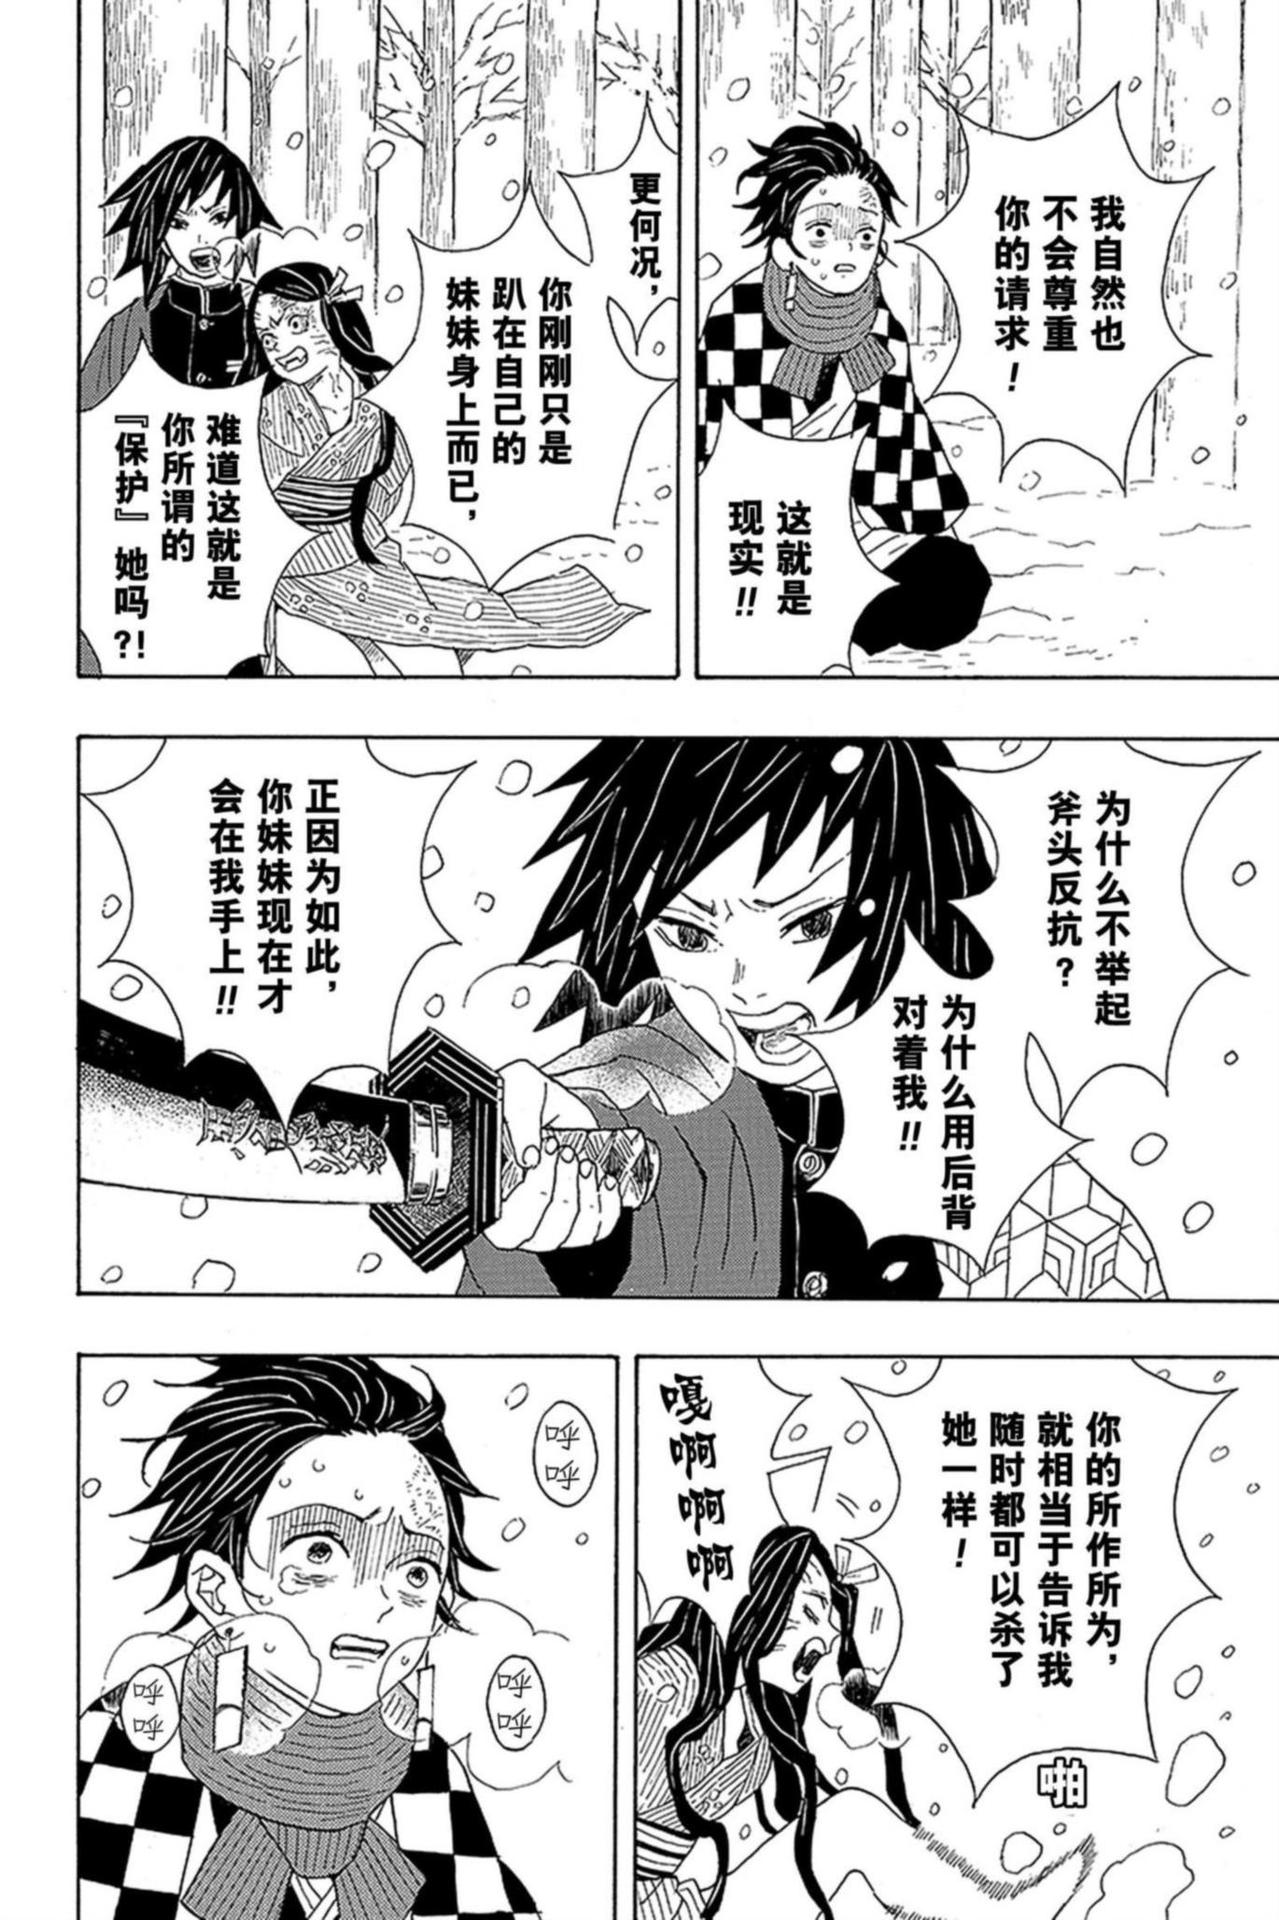 我自然也
不会尊重
你的请求！
这就是
现实！！
更何况，
你刚刚只是
趴在自己的
妹妹身上而已，
难道这就是
你所谓的
『保护』她吗？！
为什么不举起
斧头反抗？
为什么用后背
对着我！！
正因为如此，
你妹妹现在才
会在我手上！！
你的所作所为，
就相当于告诉我
随时都可以杀了
她一样！
嘎啊啊啊
啪
呼呼
呼呼
呼呼